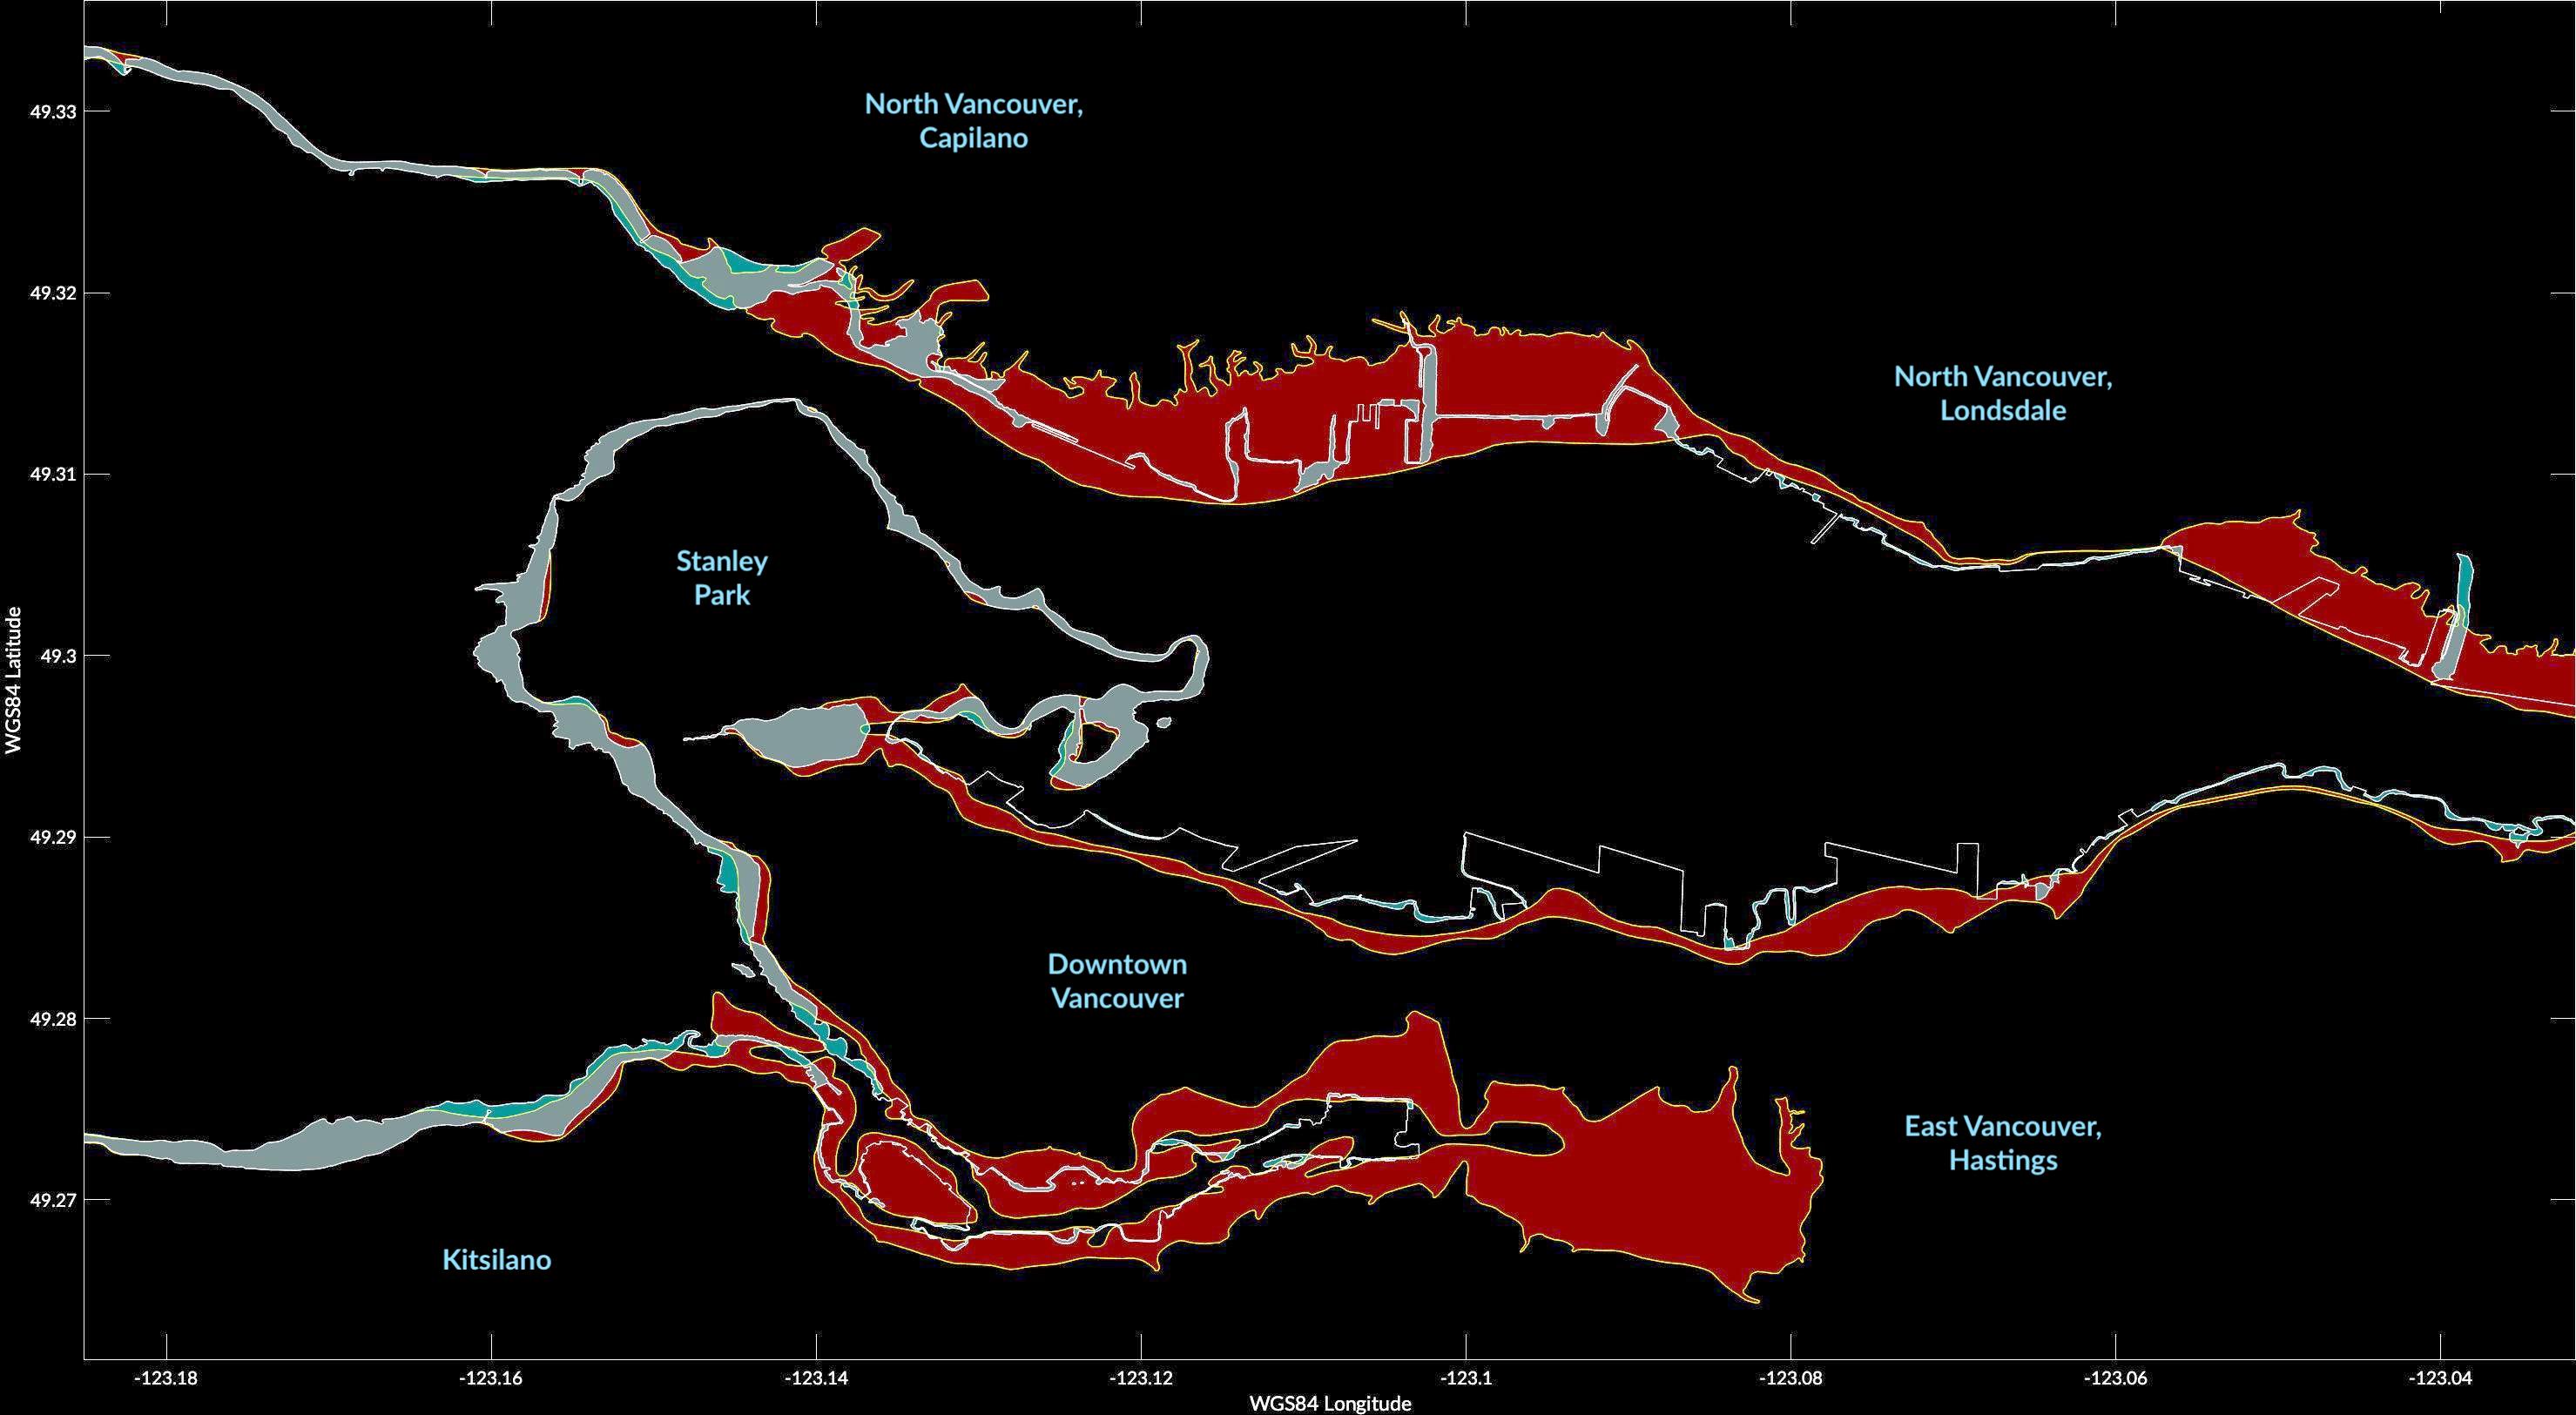 North Vancouver,
Capilano
49.33
49.32
North Vancouver,
Londsdale
49.31
Stanley
Park
49.3
WGS84 Latitude
49.29
Downtown
Vancouver
49.28
East Vancouver,
Hastings
49.27
Kitsilano
-123.18
-123.16
-123.14
-123.12
-123.1
-123.08
-123.06
-123.04
WGS84 Longitude